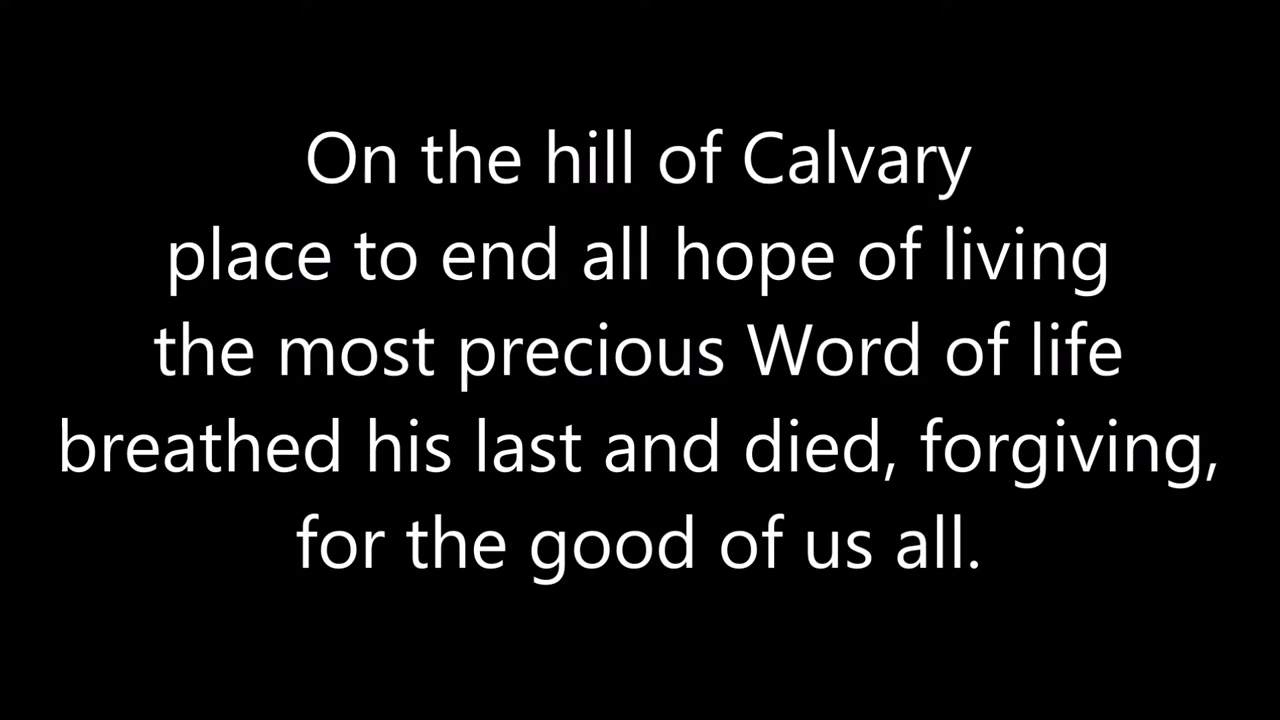 On the hill of Calvary
place to end all hope of living
the most precious Word of life
breathed his last and died, forgiving,
for the good of us all.